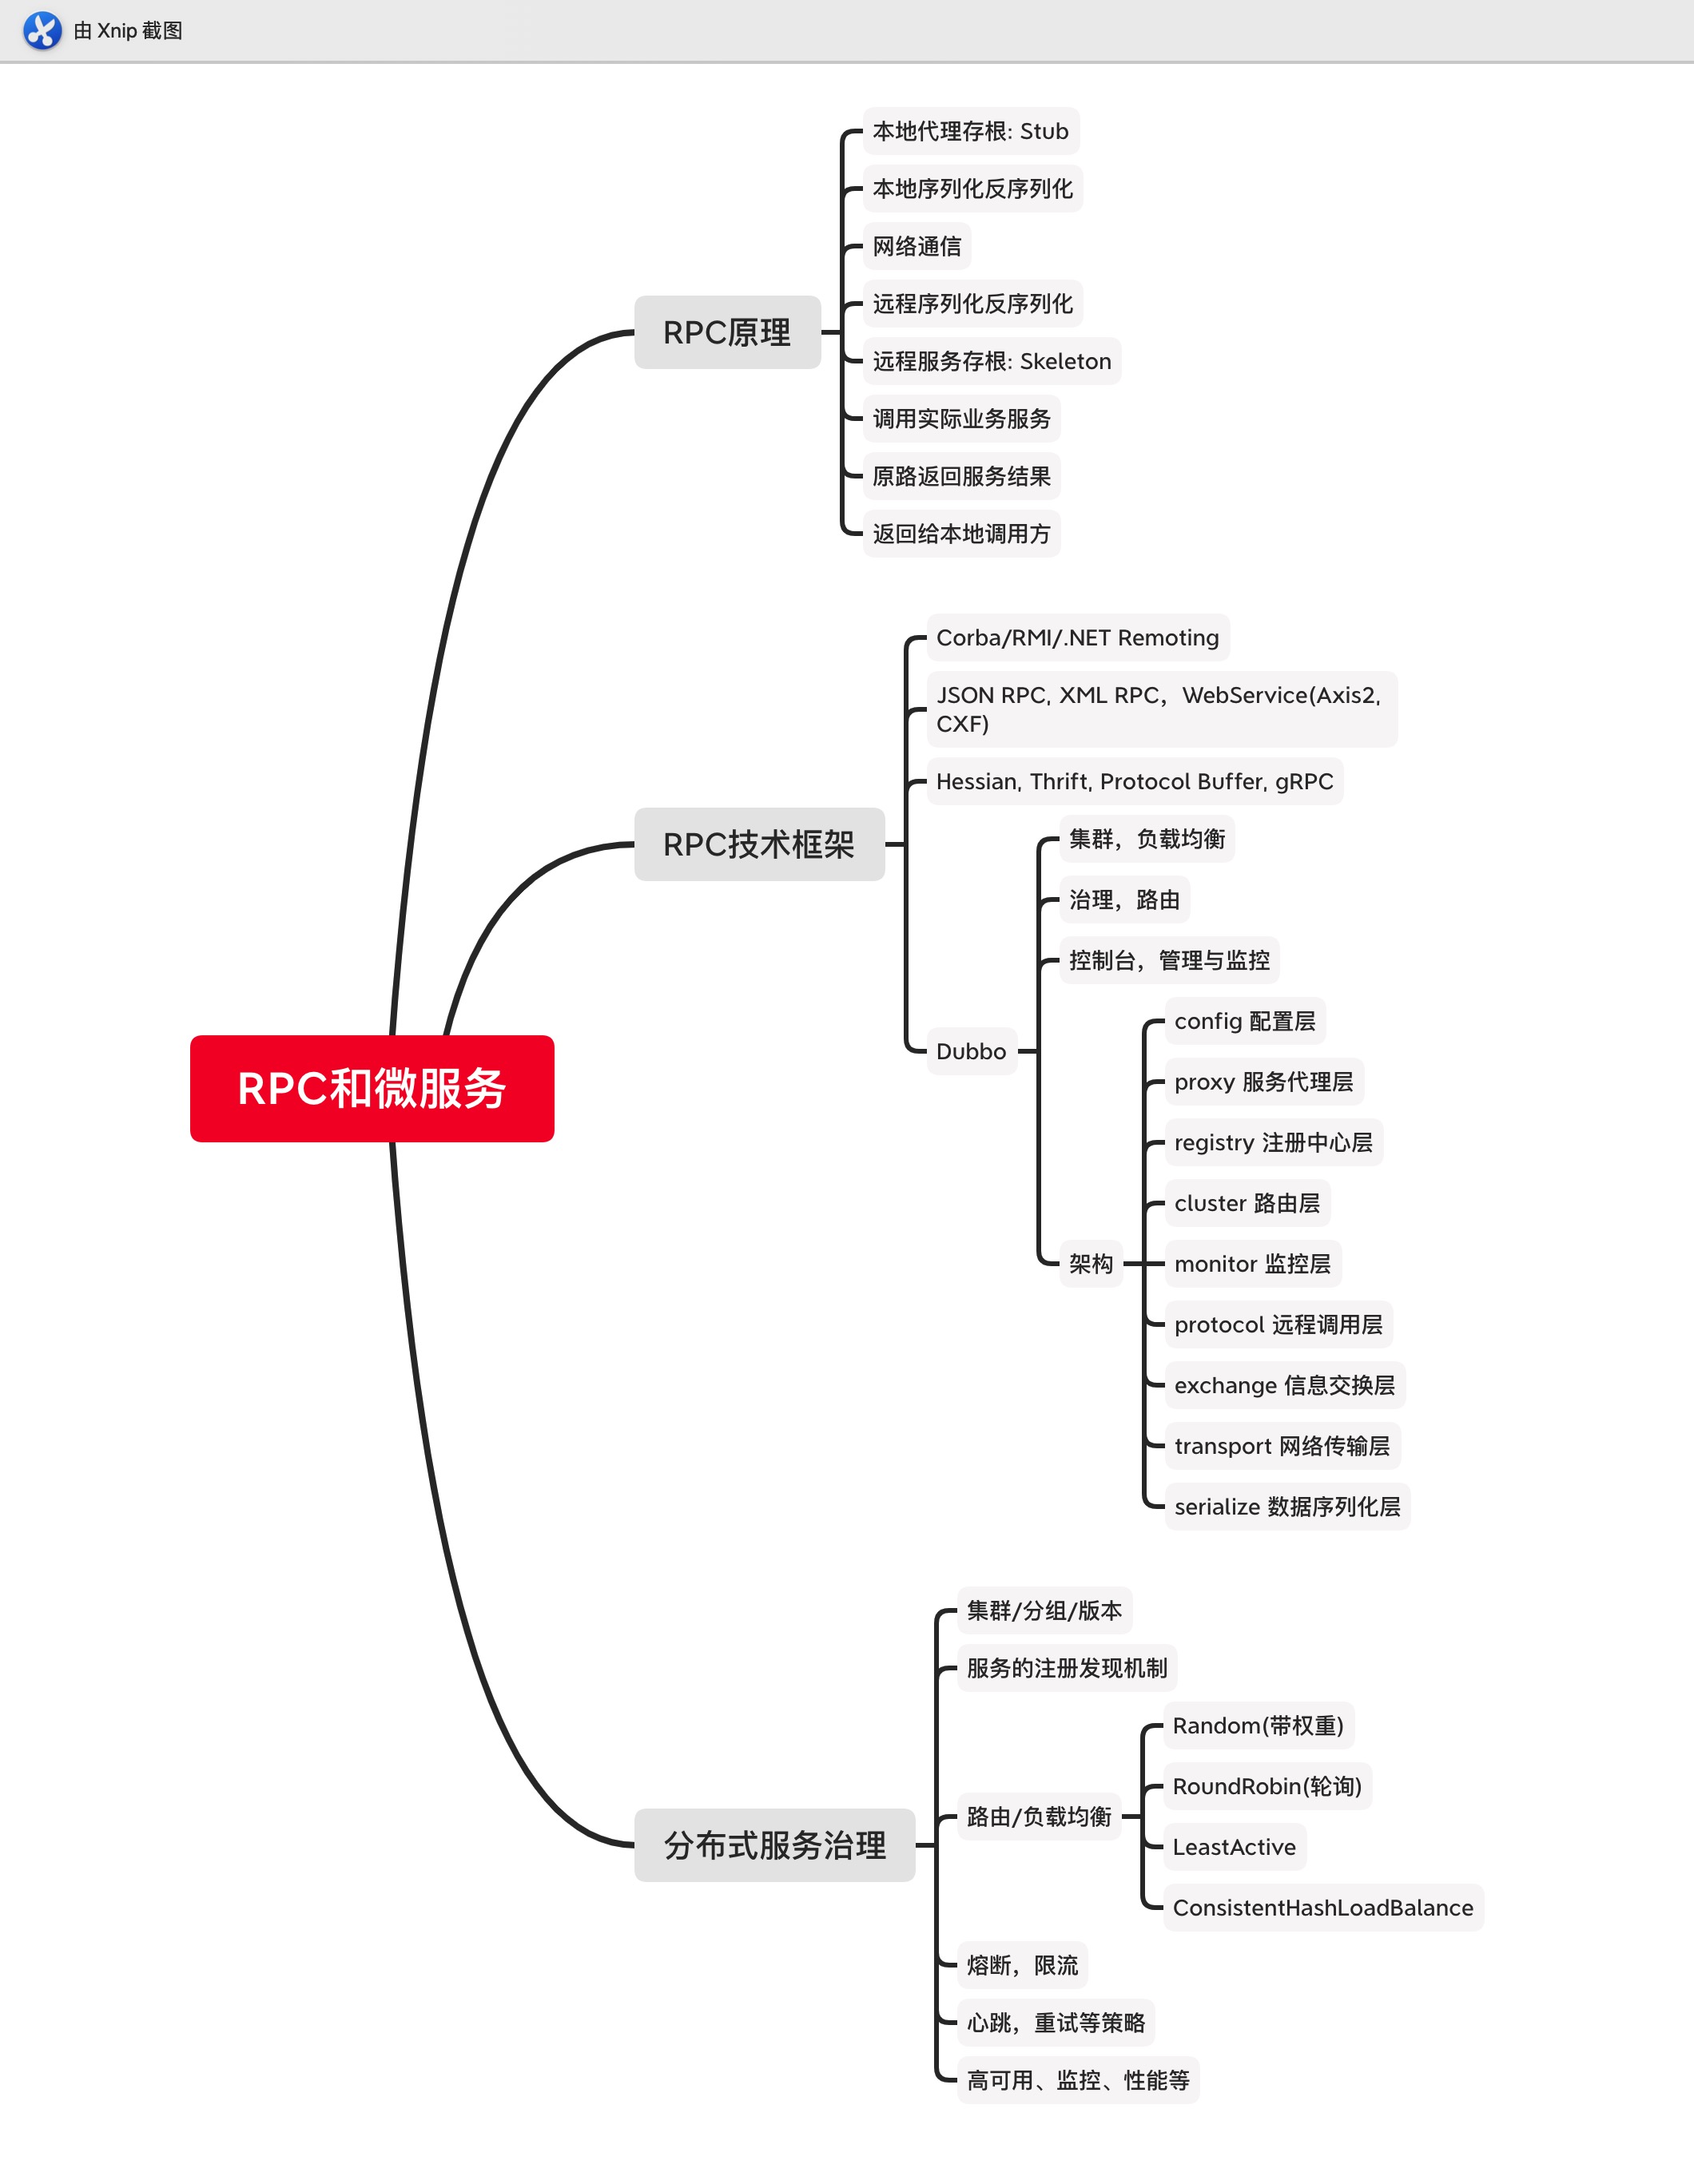 由 Xnip 截图
本地代理存根: Stub
本地序列化反序列化
网络通信
远程序列化反序列化
RPC原理
远程服务存根: Skeleton
调用实际业务服务
原路返回服务结果
返回给本地调用方
Corba/RMI/.NET Remoting
JSON RPC, XML RPC，WebService(Axis2,
CXF)
Hessian, Thrift, Protocol Buffer, gRPC
RPC技术框架
集群，负载均衡
治理，路由
控制台，管理与监控
Dubbo
config 配置层
proxy 服务代理层
registry 注册中心层
cluster 路由层
架构
monitor 监控层
protocol 远程调用层
exchange 信息交换层
transport 网络传输层
serialize 数据序列化层
RPC和微服务
集群/分组/版本
服务的注册发现机制
Random(带权重)
RoundRobin(轮询)
路由/负载均衡
LeastActive
ConsistentHashLoadBalance
分布式服务治理
熔断，限流
心跳，重试等策略
高可用、监控、性能等